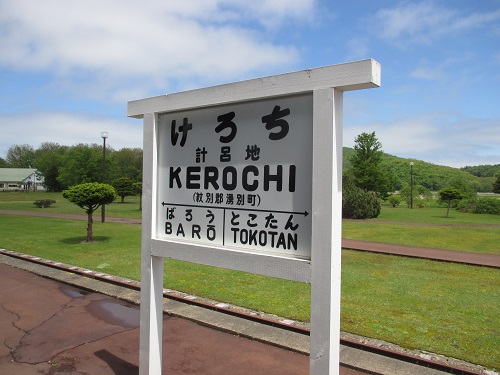 けろち
計呂地
KEROCHI
(紋別郡湧別町)
ばろう とこたん
BARŌ TOKOTAN